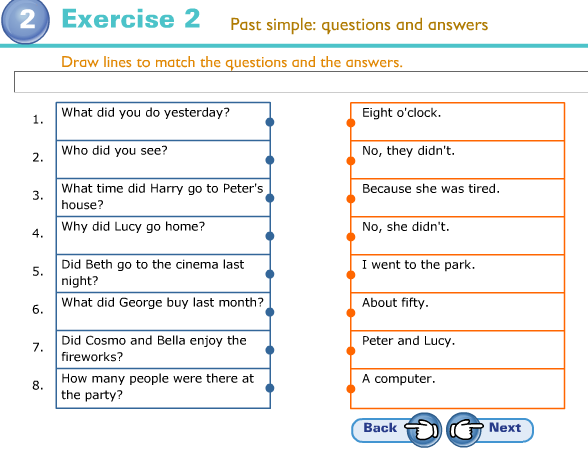 2 Exercise 2 Past simple: questions and answers
Draw lines to match the questions and the answers.
1. What did you do yesterday? Eight o'clock.
2. Who did you see? No, they didn't.
3. What time did Harry go to Peter's Because she was tired.
house?
4. Why did Lucy go home? No, she didn't.
5. Did Beth go to the cinema last I went to the park.
night?
6. What did George buy last month? About fifty.
7. Did Cosmo and Bella enjoy the Peter and Lucy.
fireworks?
8. How many people were there at A computer.
the party?
Back Next